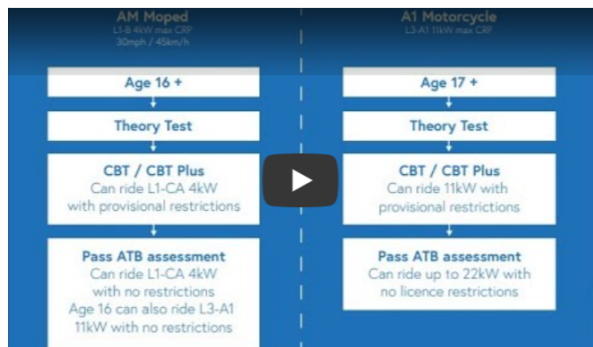 AM Moped
L1-B 4kW max CRP
30mph / 45km/h
Age 16 +
Theory Test
CBT / CBT Plus
Can ride L1-CA 4kW
with provisional restrictions
Pass ATB assessment
Can ride L1-CA 4kW
with no restrictions
Age 16 can also ride L3-A1
11kW with no restrictions
A1 Motorcycle
L3-A1 11kW max CRP
Age 17 +
Theory Test
CBT / CBT Plus
Can ride 11kW with
provisional restrictions
Pass ATB assessment
Can ride up to 22kW with
no licence restrictions